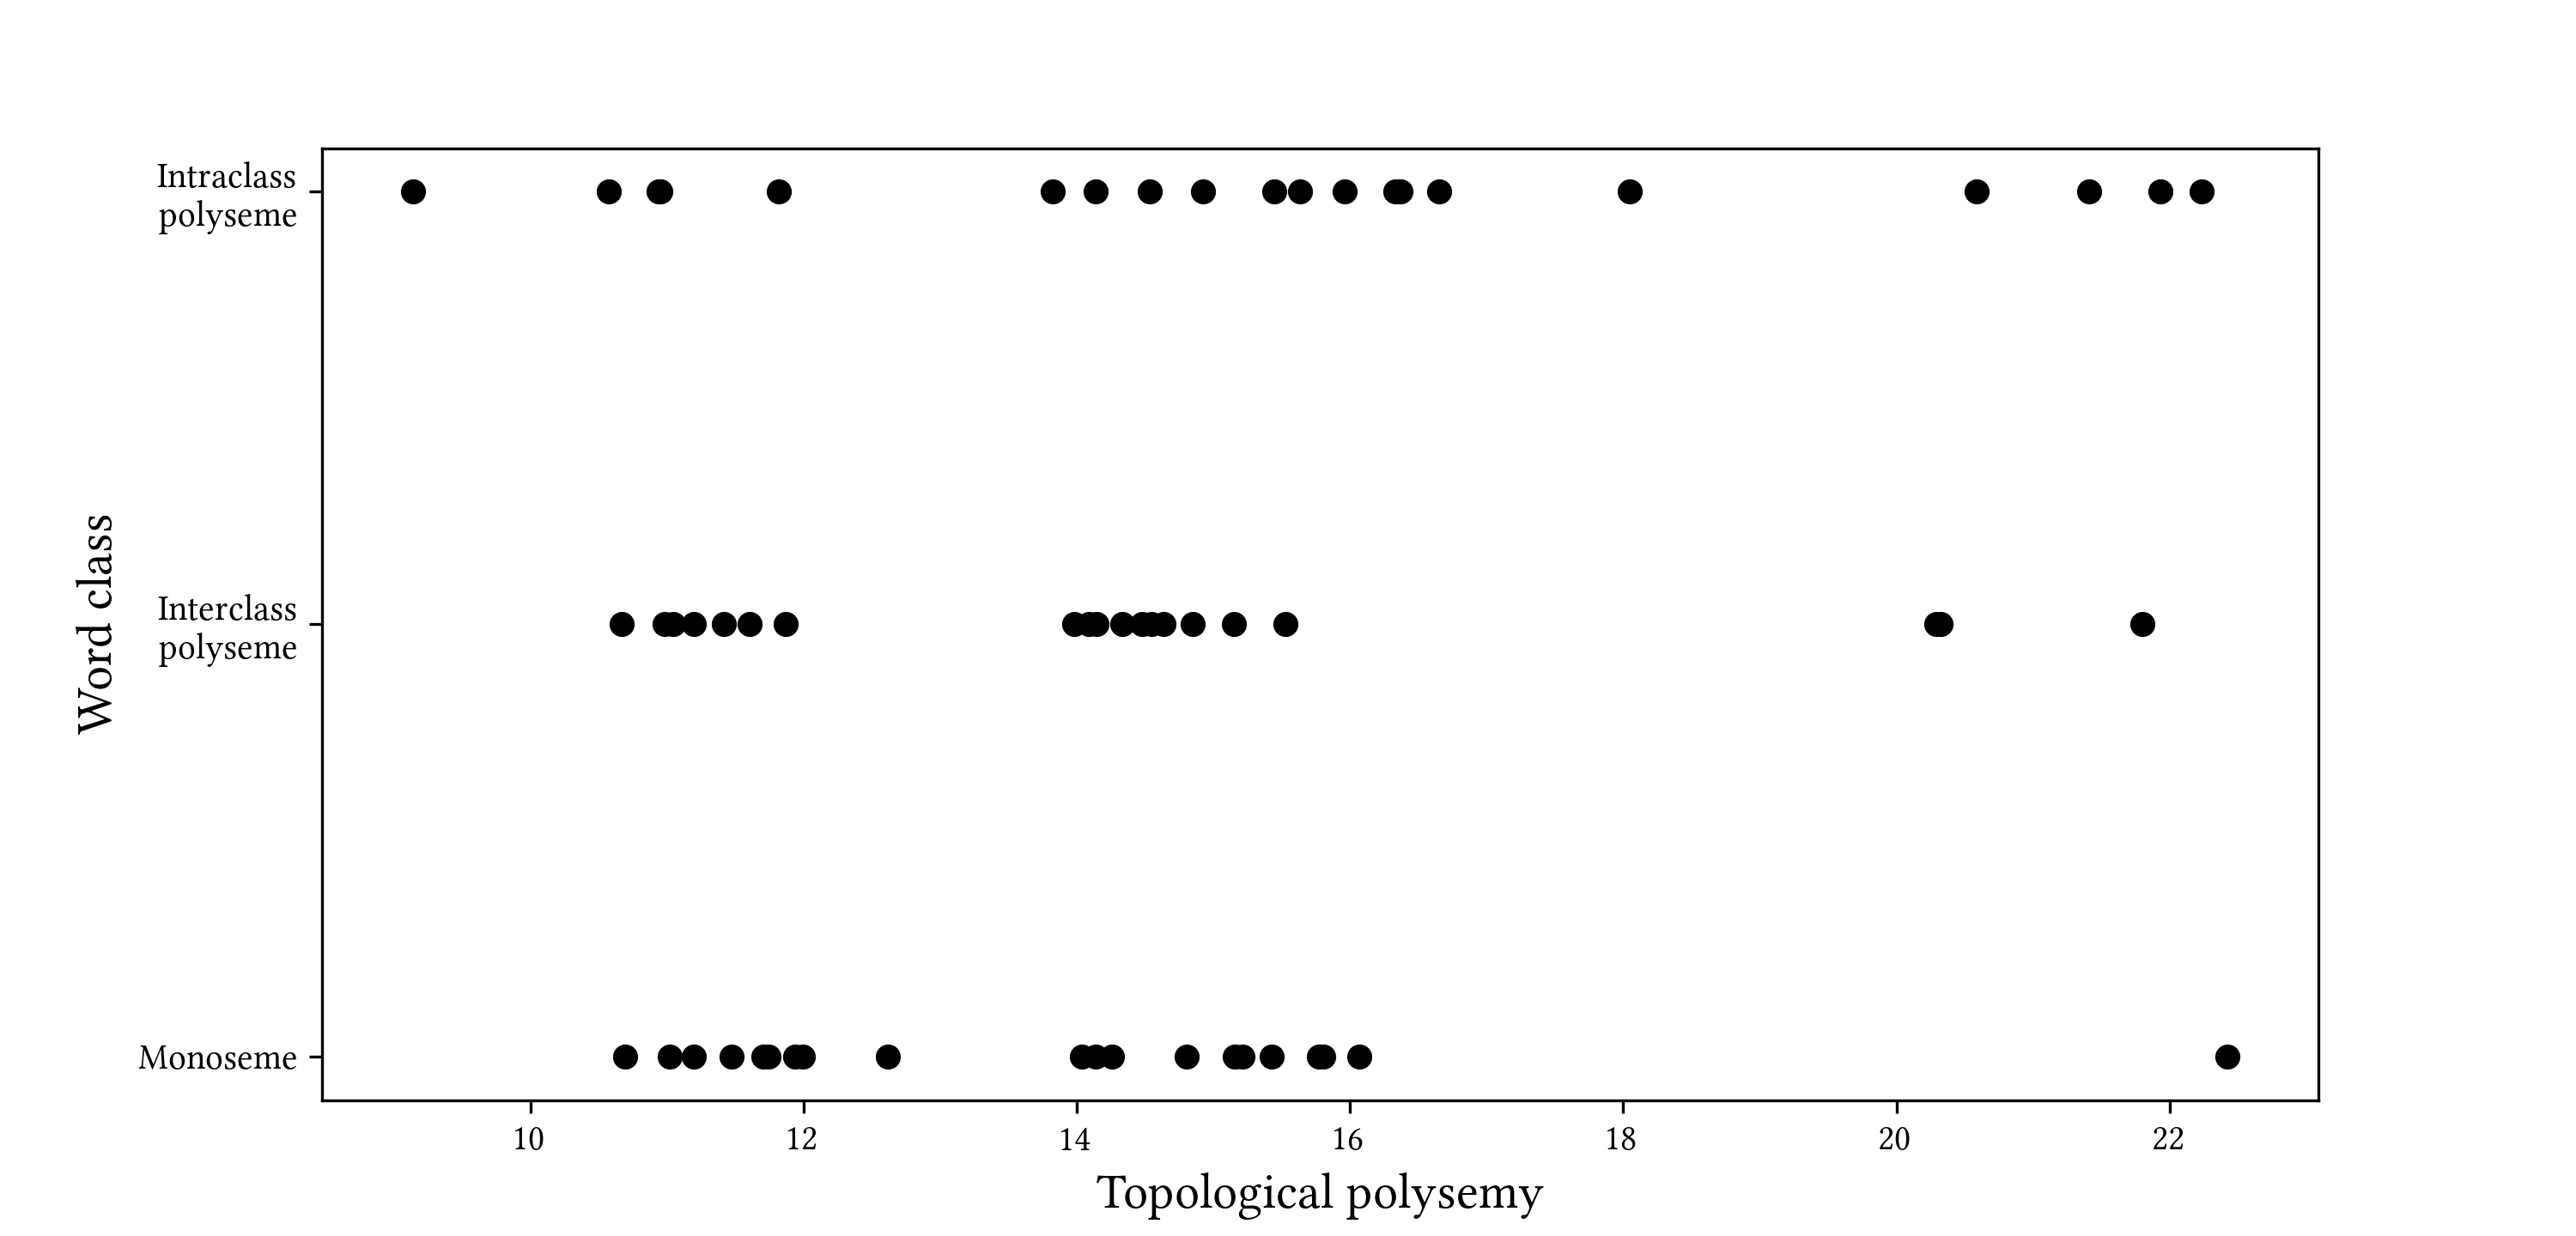 Intraclass
polyseme
Interclass
polyseme
Monoseme
Word class
10 12 14 16 18 20 22
Topological polysemy